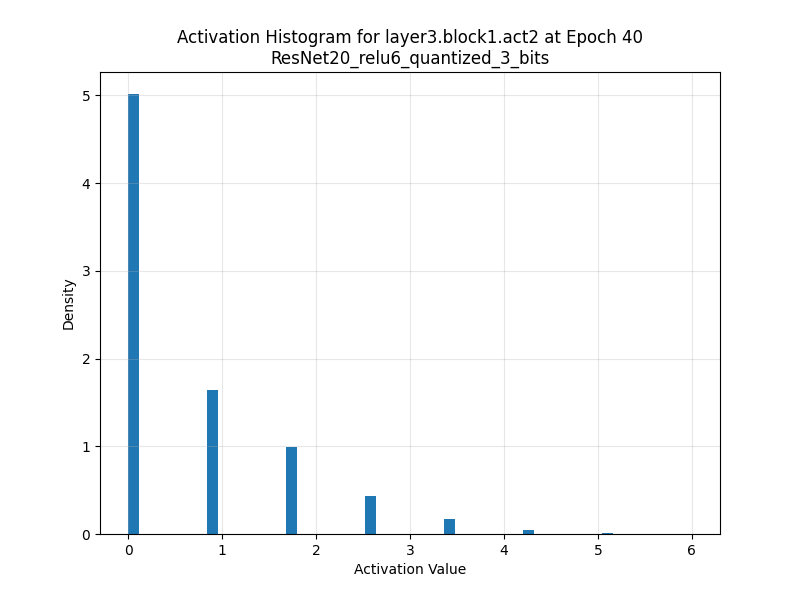 Activation Histogram for layer3.block1.act2 at Epoch 40
ResNet20_relu6_quantized_3_bits
Density
5
4
3
2
1
0
0 1 2 3 4 5 6
Activation Value